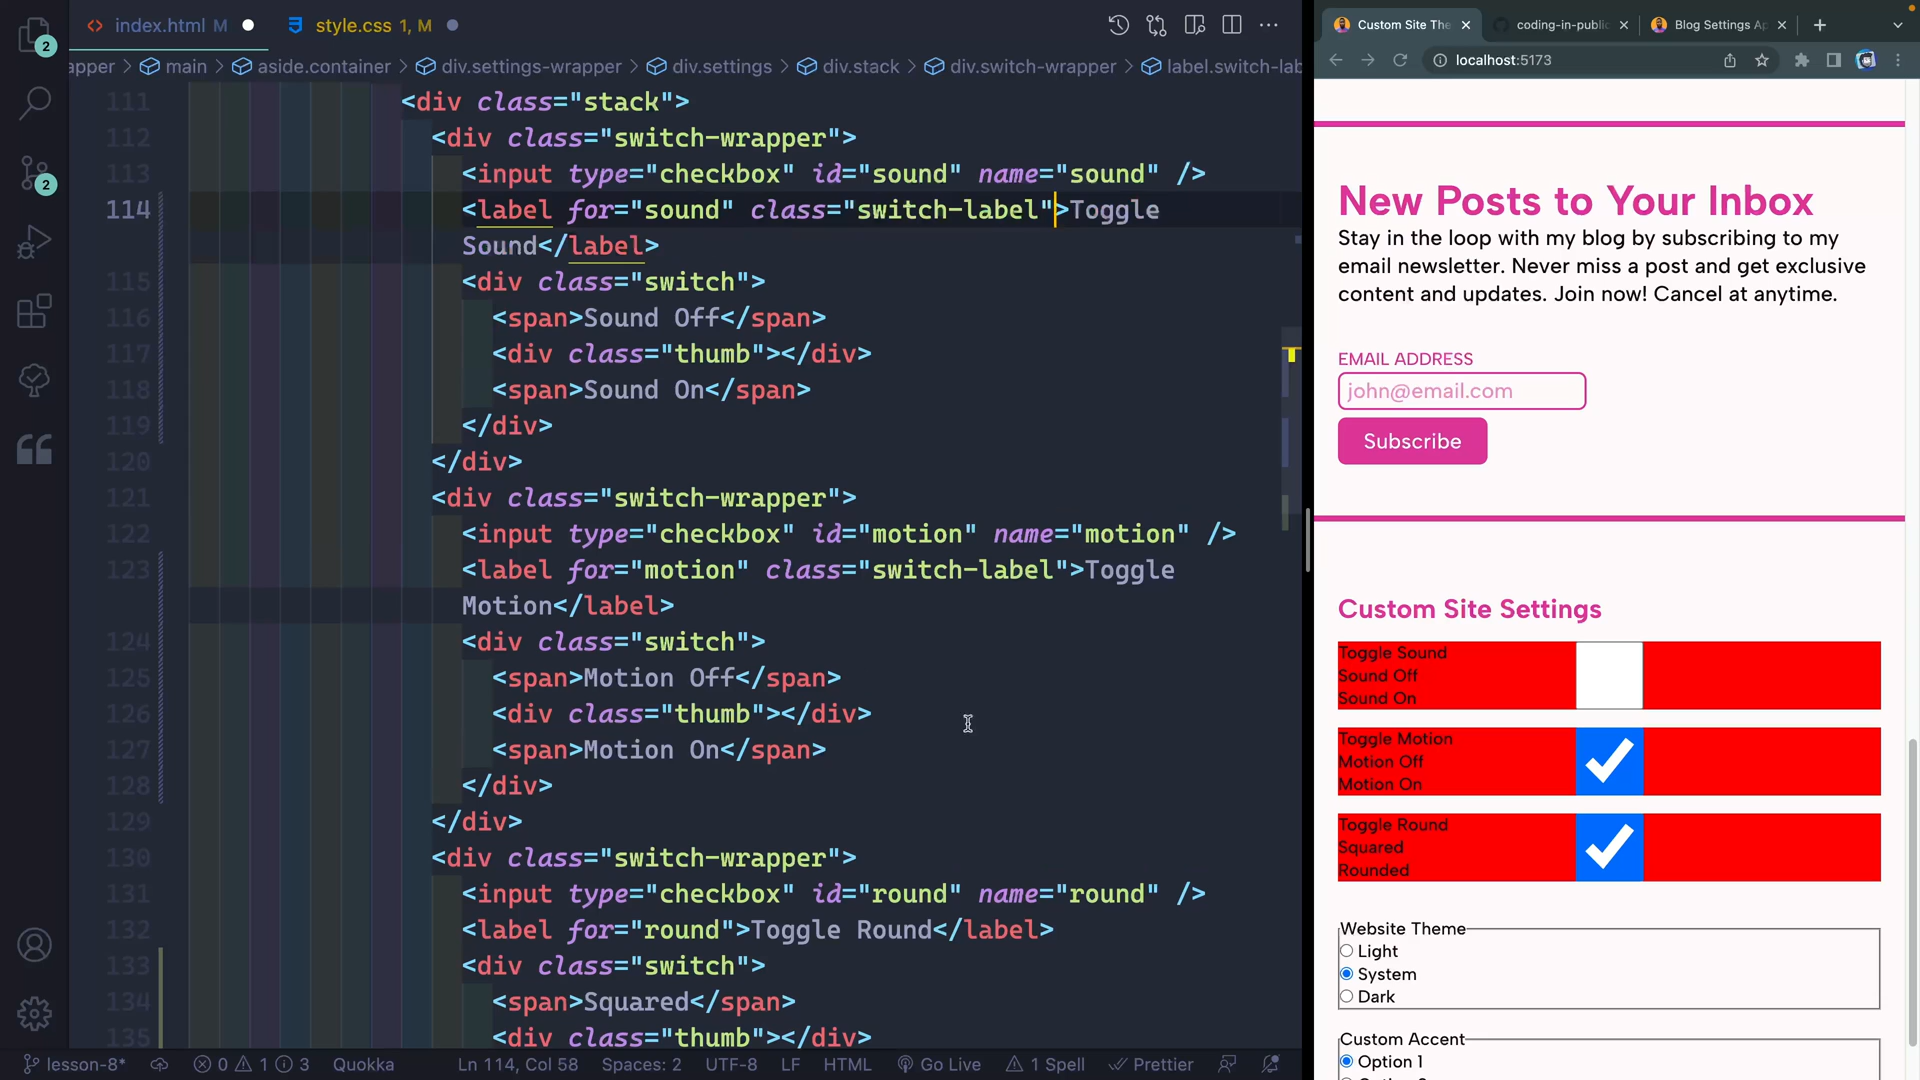 index.html M
style.css 1, M
Custom Site The
coding-in-public
Blog Settings Ap
localhost:5173
apper > main > aside.container > div.settings-wrapper > div.settings > div.stack > div.switch-wrapper > label.switch-lab
2
2
111 <div class="stack">
112 <div class="switch-wrapper">
113 <input type="checkbox" id="sound" name="sound" />
114 <label for="sound" class="switch-label">Toggle
Sound</label>
115 <div class="switch">
116 <span>Sound Off</span>
117 <div class="thumb"></div>
118 <span>Sound On</span>
119 </div>
120 </div>
121 <div class="switch-wrapper">
122 <input type="checkbox" id="motion" name="motion" />
123 <label for="motion" class="switch-label">Toggle
Motion</label>
124 <div class="switch">
125 <span>Motion Off</span>
126 <div class="thumb"></div>
127 <span>Motion On</span>
128 </div>
129 </div>
130 <div class="switch-wrapper">
131 <input type="checkbox" id="round" name="round" />
132 <label for="round">Toggle Round</label>
133 <div class="switch">
134 <span>Squared</span>
135 <div class="thumb"></div>
lesson-8* 0 1 3 Quokka Ln 114, Col 58 Spaces: 2 UTF-8 LF HTML Go Live 1 Spell Prettier
New Posts to Your Inbox
Stay in the loop with my blog by subscribing to my
email newsletter. Never miss a post and get exclusive
content and updates. Join now! Cancel at anytime.
EMAIL ADDRESS
john@email.com
Subscribe
Custom Site Settings
Toggle Sound
Sound Off
Sound On
Toggle Motion
Motion Off
Motion On
Toggle Round
Squared
Rounded
Website Theme
Light
System
Dark
Custom Accent
Option 1